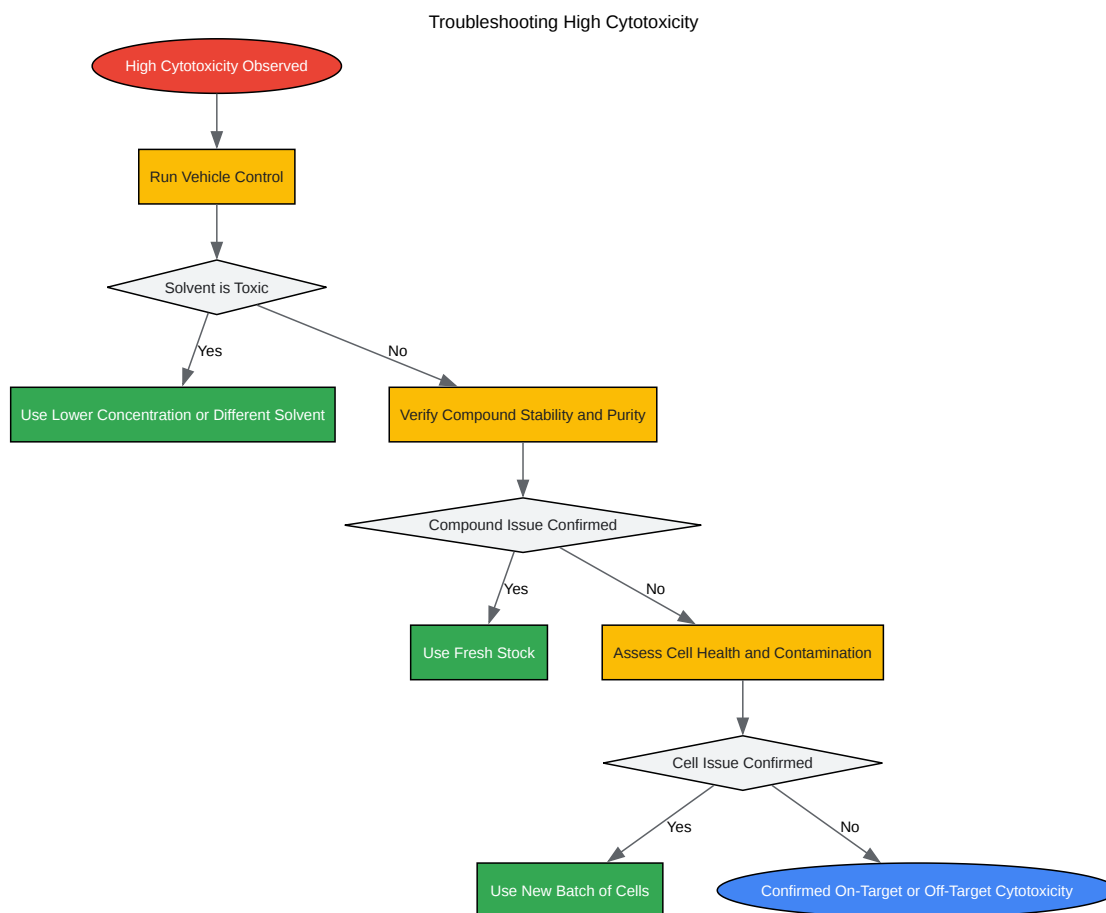 Troubleshooting High Cytotoxicity
High Cytotoxicity Observed
Run Vehicle Control
Solvent is Toxic
Yes
No
Use Lower Concentration or Different Solvent
Verify Compound Stability and Purity
Compound Issue Confirmed
Yes
No
Use Fresh Stock
Assess Cell Health and Contamination
Cell Issue Confirmed
Yes
No
Use New Batch of Cells
Confirmed On-Target or Off-Target Cytotoxicity